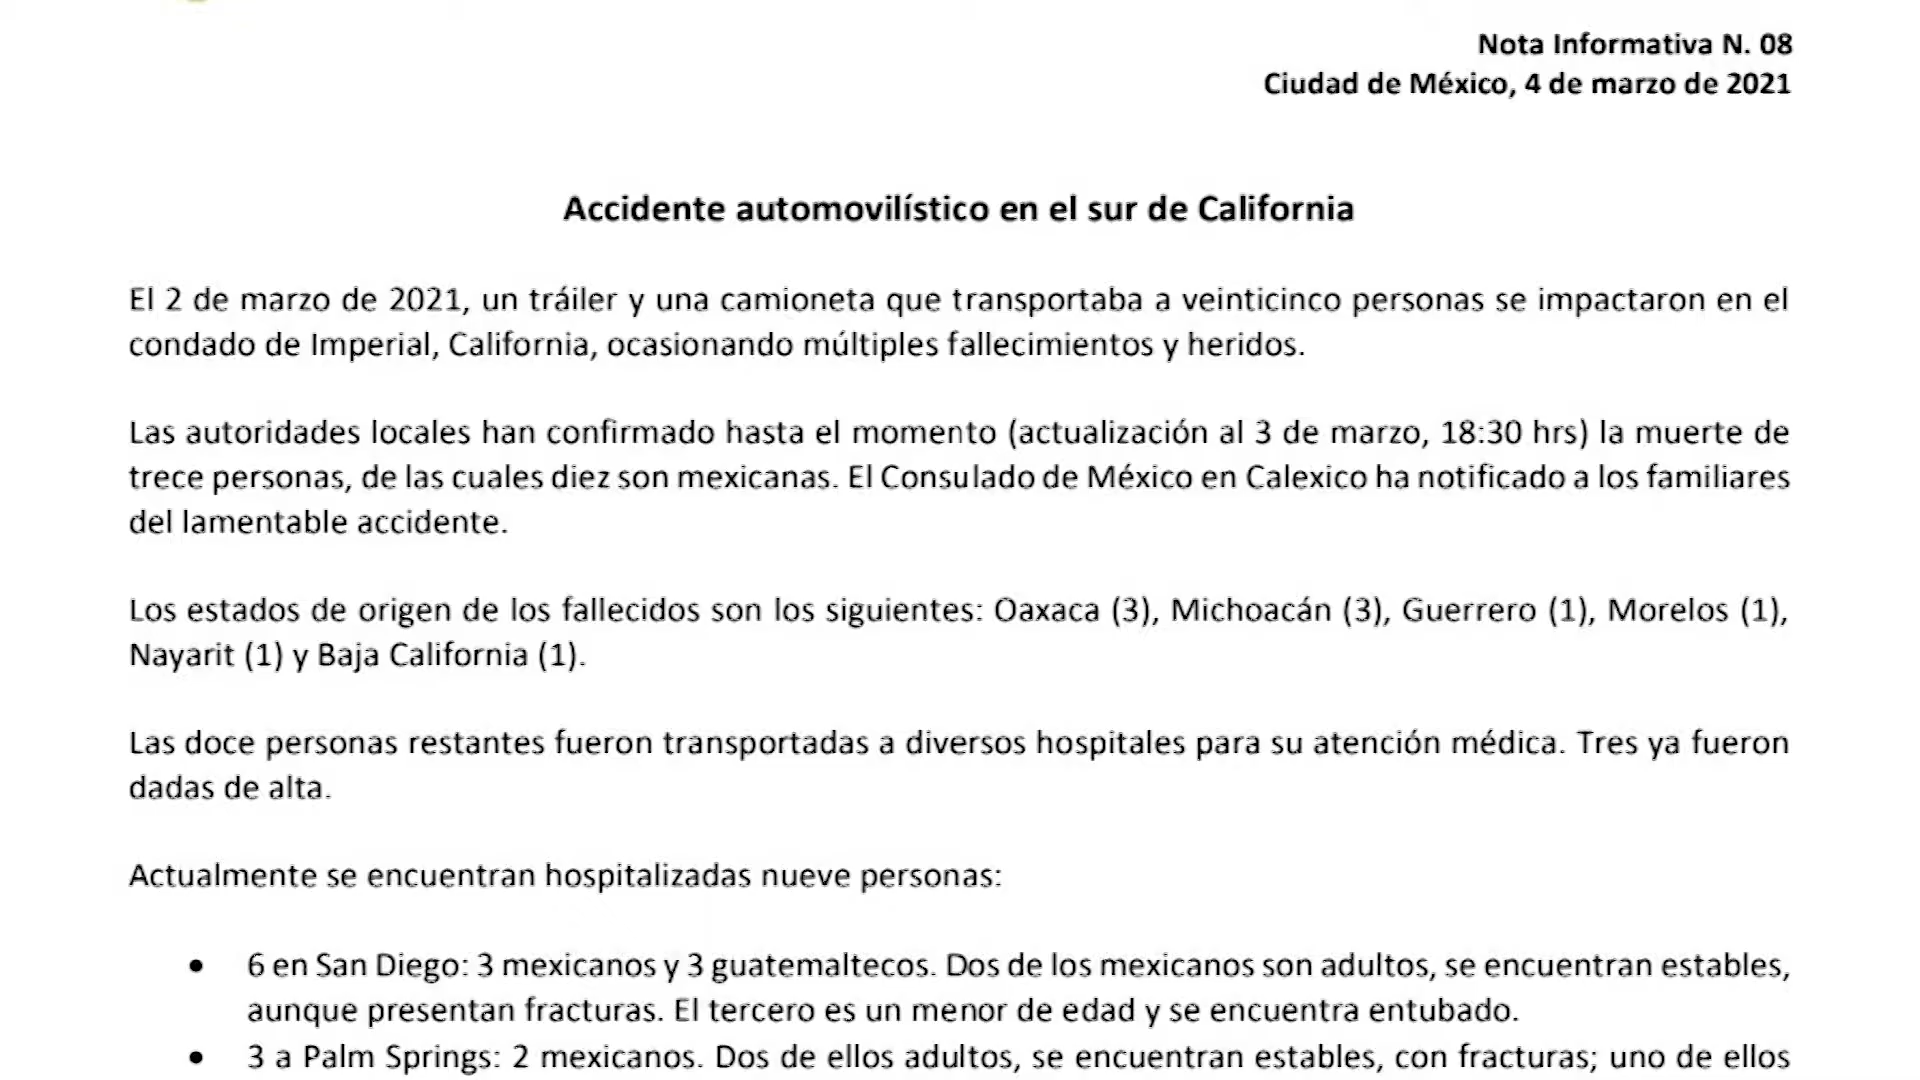 Nota Informativa N. 08
Ciudad de México, 4 de marzo de 2021
Accidente automovilístico en el sur de California
El 2 de marzo de 2021, un tráiler y una camioneta que transportaba a veinticinco personas se impactaron en el
condado de Imperial, California, ocasionando múltiples fallecimientos y heridos.
Las autoridades locales han confirmado hasta el momento (actualización al 3 de marzo, 18:30 hrs) la muerte de
trece personas, de las cuales diez son mexicanas. El Consulado de México en Calexico ha notificado a los familiares
del lamentable accidente.
Los estados de origen de los fallecidos son los siguientes: Oaxaca (3), Michoacán (3), Guerrero (1), Morelos (1),
Nayarit (1) y Baja California (1).
Las doce personas restantes fueron transportadas a diversos hospitales para su atención médica. Tres ya fueron
dadas de alta.
Actualmente se encuentran hospitalizadas nueve personas:
• 6 en San Diego: 3 mexicanos y 3 guatemaltecos. Dos de los mexicanos son adultos, se encuentran estables,
aunque presentan fracturas. El tercero es un menor de edad y se encuentra entubado.
• 3 a Palm Springs: 2 mexicanos. Dos de ellos adultos, se encuentran estables, con fracturas; uno de ellos